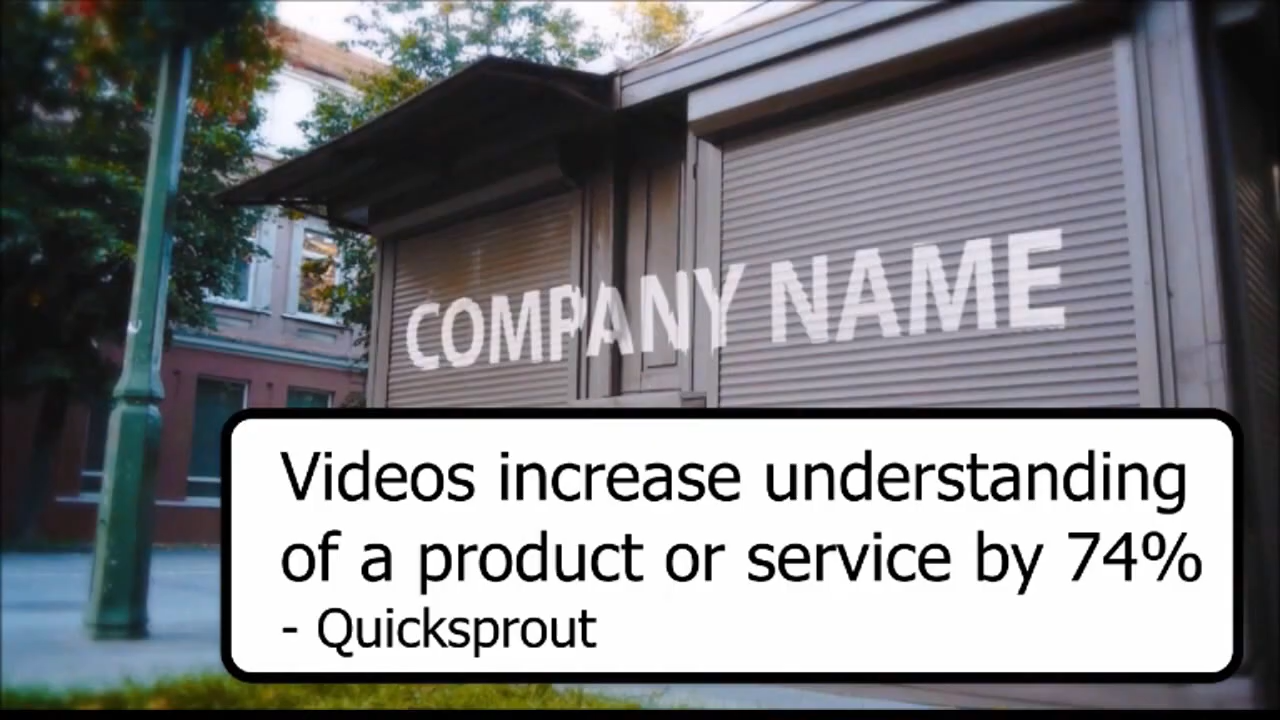 COMPANY NAME
Videos increase understanding
of a product or service by 74%
- Quicksprout